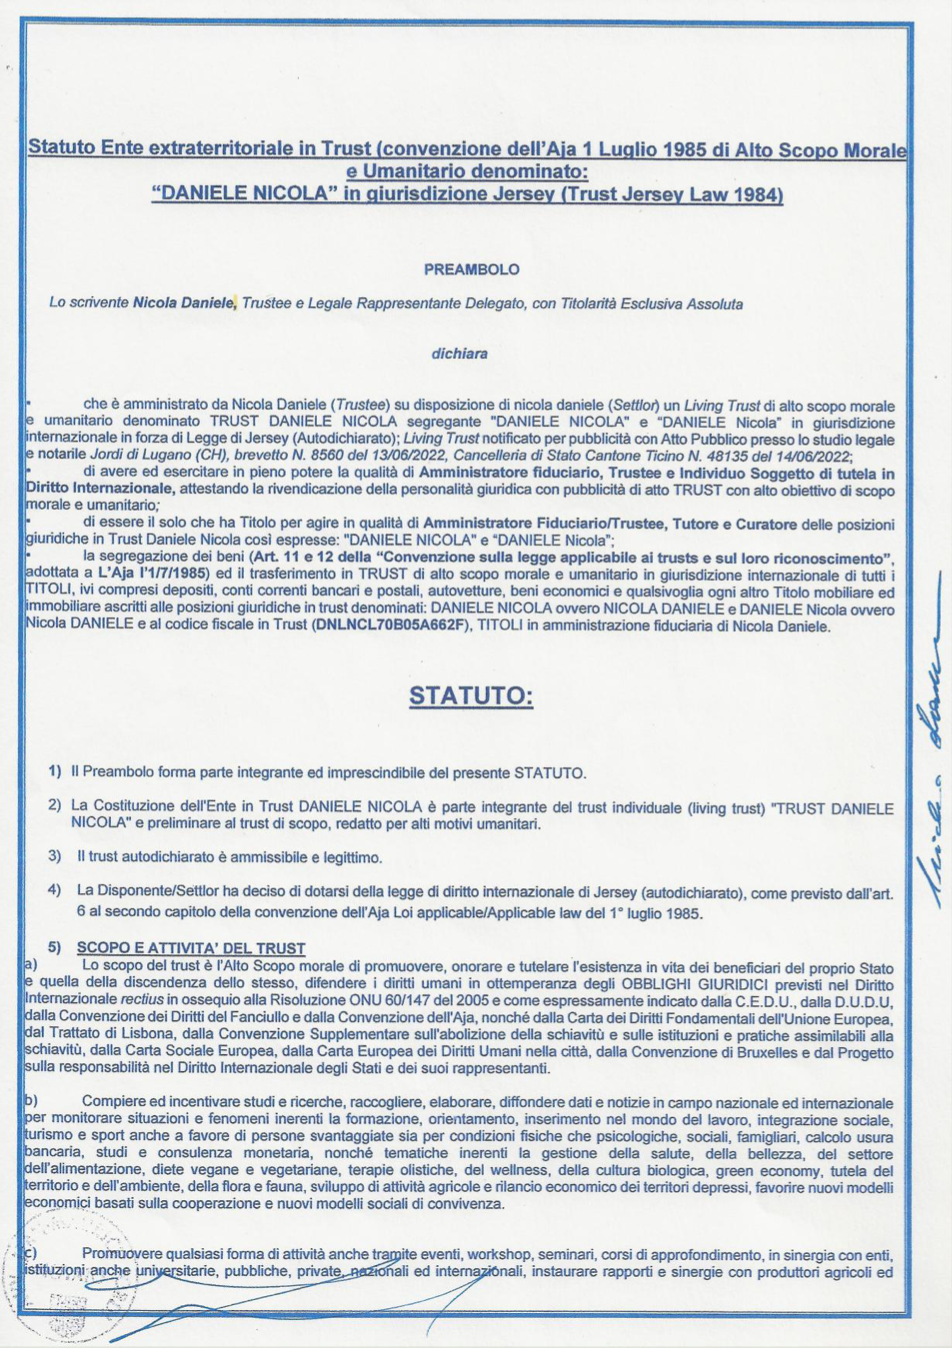 Statuto Ente extraterritoriale in Trust (convenzione dell'Aja 1 Luglio 1985 di Alto Scopo Morale
e Umanitario denominato:
“DANIELE NICOLA” in giurisdizione Jersey (Trust Jersey Law 1984)
PREAMBOLO
Lo scrivente Nicola Daniele, Trustee e Legale Rappresentante Delegato, con Titolarità Esclusiva Assoluta
dichiara
• che è amministrato da Nicola Daniele (Trustee) su disposizione di nicola daniele (Settlor) un Living Trust di alto scopo morale
e umanitario denominato TRUST DANIELE NICOLA segregante "DANIELE NICOLA" e “DANIELE Nicola" in giurisdizione
internazionale in forza di Legge di Jersey (Autodichiarato); Living Trust notificato per pubblicità con Atto Pubblico presso lo studio legale
e notarile Jordi di Lugano (CH), brevetto N. 8560 del 13/06/2022, Cancelleria di Stato Cantone Ticino N. 48135 del 14/06/2022;
• di avere ed esercitare in pieno potere la qualità di Amministratore fiduciario, Trustee e Individuo Soggetto di tutela in
Diritto Internazionale, attestando la rivendicazione della personalità giuridica con pubblicità di atto TRUST con alto obiettivo di scopo
morale e umanitario;
• di essere il solo che ha Titolo per agire in qualità di Amministratore Fiduciario/Trustee, Tutore e Curatore delle posizioni
giuridiche in Trust Daniele Nicola così espresse: "DANIELE NICOLA" e “DANIELE Nicola";
• la segregazione dei beni (Art. 11 e 12 della “Convenzione sulla legge applicabile ai trusts e sul loro riconoscimento”,
adottata a L'Aja l'1/7/1985) ed il trasferimento in TRUST di alto scopo morale e umanitario in giurisdizione internazionale di tutti i
TITOLI, ivi compresi depositi, conti correnti bancari e postali, autovetture, beni economici e qualsivoglia ogni altro Titolo mobiliare ed
immobiliare ascritti alle posizioni giuridiche in trust denominati: DANIELE NICOLA ovvero NICOLA DANIELE e DANIELE Nicola ovvero
Nicola DANIELE e al codice fiscale in Trust (DNLNCL70B05A662F), TITOLI in amministrazione fiduciaria di Nicola Daniele.
STATUTO:
1) Il Preambolo forma parte integrante ed imprescindibile del presente STATUTO.
2) La Costituzione dell'Ente in Trust DANIELE NICOLA è parte integrante del trust individuale (living trust) "TRUST DANIELE
NICOLA" e preliminare al trust di scopo, redatto per alti motivi umanitari.
3) Il trust autodichiarato è ammissibile e legittimo.
4) La Disponente/Settlor ha deciso di dotarsi della legge di diritto internazionale di Jersey (autodichiarato), come previsto dall'art.
6 al secondo capitolo della convenzione dell'Aja Loi applicable/Applicable law del 1° luglio 1985.
5) SCOPO E ATTIVITA' DEL TRUST
a) Lo scopo del trust è l'Alto Scopo morale di promuovere, onorare e tutelare l'esistenza in vita dei beneficiari del proprio Stato
e quella della discendenza dello stesso, difendere i diritti umani in ottemperanza degli OBBLIGHI GIURIDICI previsti nel Diritto
Internazionale rectius in ossequio alla Risoluzione ONU 60/147 del 2005 e come espressamente indicato dalla C.E.D.U., dalla D.U.D.U,
dalla Convenzione dei Diritti del Fanciullo e dalla Convenzione dell'Aja, nonché dalla Carta dei Diritti Fondamentali dell'Unione Europea,
dal Trattato di Lisbona, dalla Convenzione Supplementare sull'abolizione della schiavitù e sulle istituzioni e pratiche assimilabili alla
schiavitù, dalla Carta Sociale Europea, dalla Carta Europea dei Diritti Umani nella città, dalla Convenzione di Bruxelles e dal Progetto
sulla responsabilità nel Diritto Internazionale degli Stati e dei suoi rappresentanti.
b) Compiere ed incentivare studi e ricerche, raccogliere, elaborare, diffondere dati e notizie in campo nazionale ed internazionale
per monitorare situazioni e fenomeni inerenti la formazione, orientamento, inserimento nel mondo del lavoro, integrazione sociale,
turismo e sport anche a favore di persone svantaggiate sia per condizioni fisiche che psicologiche, sociali, famigliari, calcolo usura
bancaria, studi e consulenza monetaria, nonché tematiche inerenti la gestione della salute, della bellezza, del settore
dell'alimentazione, diete vegane e vegetariane, terapie olistiche, del wellness, della cultura biologica, green economy, tutela del
territorio e dell'ambiente, della flora e fauna, sviluppo di attività agricole e rilancio economico dei territori depressi, favorire nuovi modelli
economici basati sulla cooperazione e nuovi modelli sociali di convivenza.
c) Promuovere qualsiasi forma di attività anche tramite eventi, workshop, seminari, corsi di approfondimento, in sinergia con enti,
istituzioni anche universitarie, pubbliche, private, nazionali ed internazionali, instaurare rapporti e sinergie con produttori agricoli ed